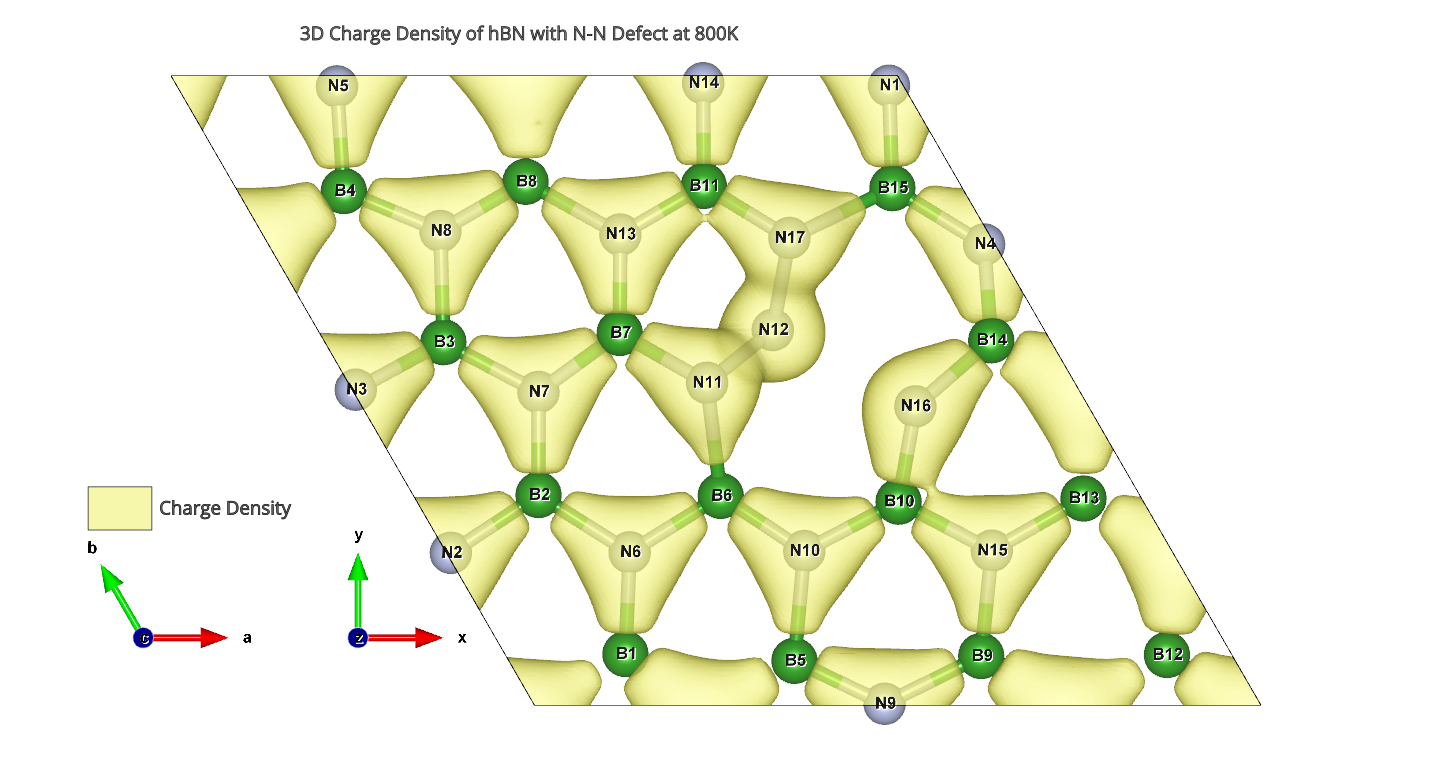 3D Charge Density of hBN with N-N Defect at 800K
N5 N14 N1
B4 B8 B11 B15
N8 N13 N17 N4
B3 B7 N12 B14
N3 N7 N11 N16
B2 B6 B10 B13
Charge Density
N2 N6 N10 N15
b y
c a z x
B1 B5 B9 B12
N9